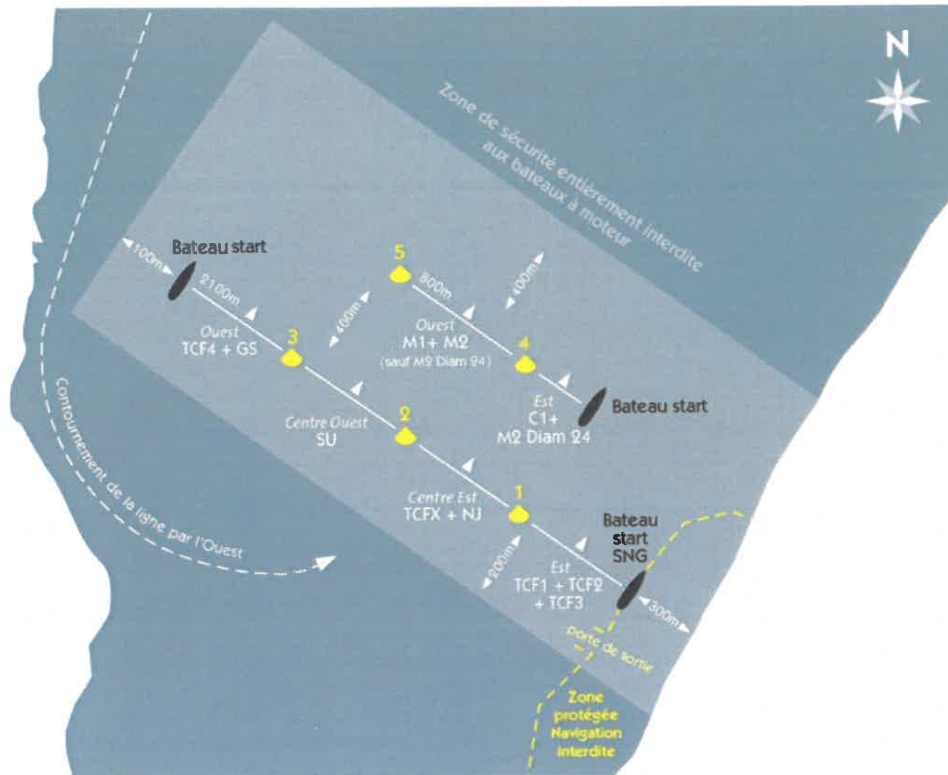 N
Zone de sécurité entièrement interdite
aux bateaux à moteur
Bateau start
100m
2100m
Ouest
TCF4 + GS
3
400m
5
800m
400m
Ouest
M1+ M2
(sauf M2 Diam 24)
4
Est
C1+
M2 Diam 24
Bateau start
Centre Ouest
SU
2
Centre Est
TCFX + NJ
1
200m
Est
TCF1 + TCF2
+ TCF3
Bateau
start
SNG
300m
porte de sortie
Zone
protégée
Navigation
interdite
Contournement de la ligne par l'Ouest